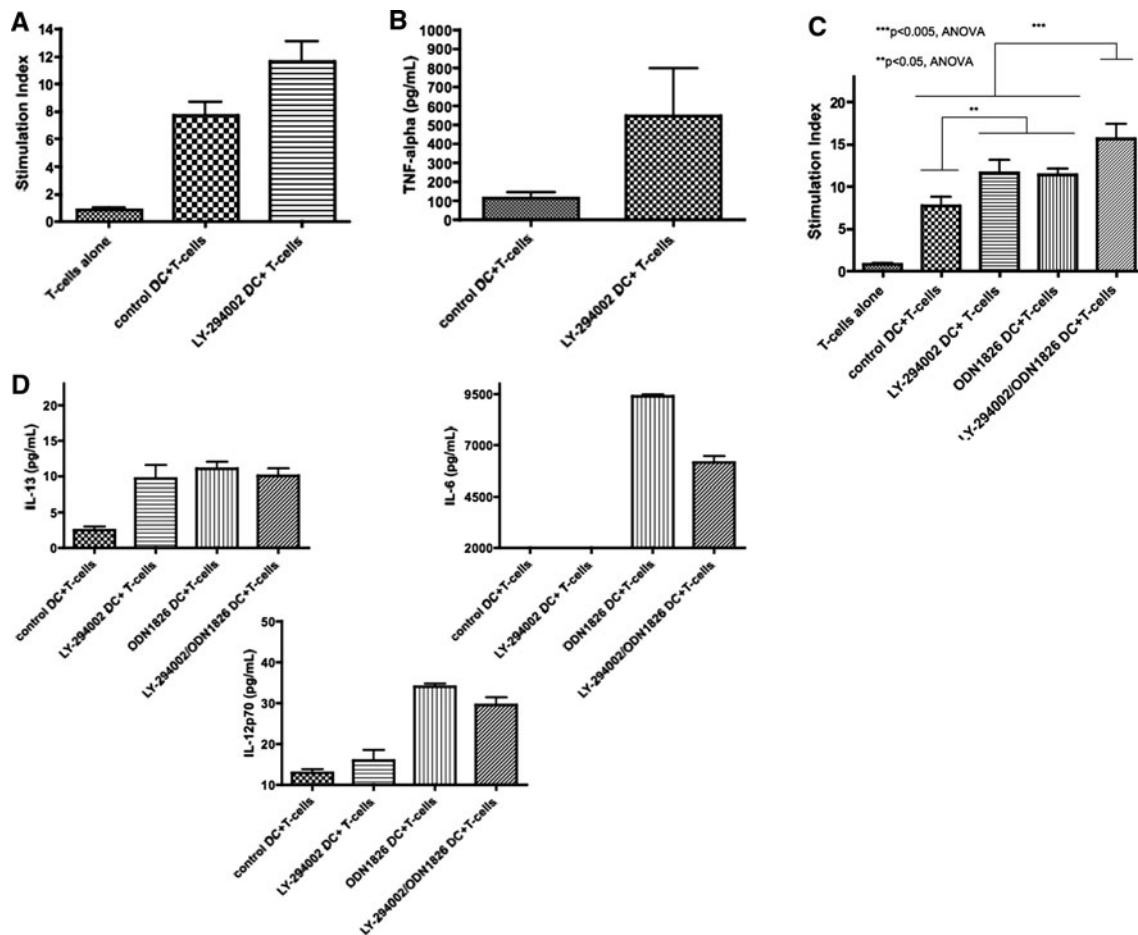 A
Stimulation Index
14
12
10
8
6
4
2
0
T-cells alone
control DC+T-cells
LY-294002 DC+ T-cells
B
TNF-alpha (pg/mL)
1000
900
800
700
600
500
400
300
200
100
0
control DC+T-cells
LY-294002 DC+ T-cells
C
***p<0.005, ANOVA
**p<0.05, ANOVA
***
**
Stimulation Index
20
15
10
5
0
T-cells alone
control DC+T-cells
LY-294002 DC+ T-cells
ODN1826 DC+T-cells
LY-294002/ODN1826 DC+T-cells
D
IL-13 (pg/mL)
20
15
10
5
0
control DC+T-cells
LY-294002 DC+ T-cells
ODN1826 DC+T-cells
LY-294002/ODN1826 DC+T-cells
IL-6 (pg/mL)
9500
7000
4500
2000
control DC+T-cells
LY-294002 DC+ T-cells
ODN1826 DC+T-cells
LY-294002/ODN1826 DC+T-cells
IL-12p70 (pg/mL)
50
40
30
20
10
control DC+T-cells
LY-294002 DC+ T-cells
ODN1826 DC+T-cells
LY-294002/ODN1826 DC+T-cells